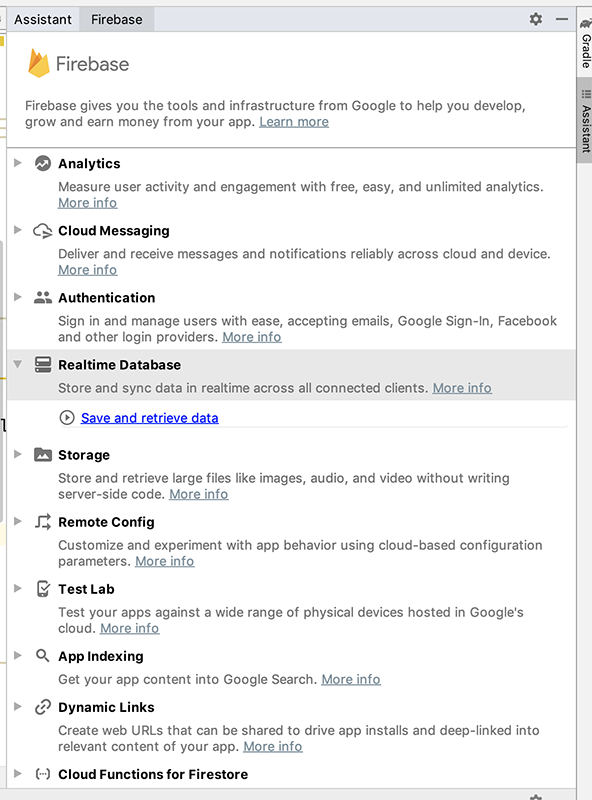 Assistant Firebase
Gradle
Assistant
Firebase
Firebase gives you the tools and infrastructure from Google to help you develop,
grow and earn money from your app. Learn more
Analytics
Measure user activity and engagement with free, easy, and unlimited analytics.
More info
Cloud Messaging
Deliver and receive messages and notifications reliably across cloud and device.
More info
Authentication
Sign in and manage users with ease, accepting emails, Google Sign-In, Facebook
and other login providers. More info
Realtime Database
Store and sync data in realtime across all connected clients. More info
Save and retrieve data
Storage
Store and retrieve large files like images, audio, and video without writing
server-side code. More info
Remote Config
Customize and experiment with app behavior using cloud-based configuration
parameters. More info
Test Lab
Test your apps against a wide range of physical devices hosted in Google's
cloud. More info
App Indexing
Get your app content into Google Search. More info
Dynamic Links
Create web URLs that can be shared to drive app installs and deep-linked into
relevant content of your app. More info
Cloud Functions for Firestore